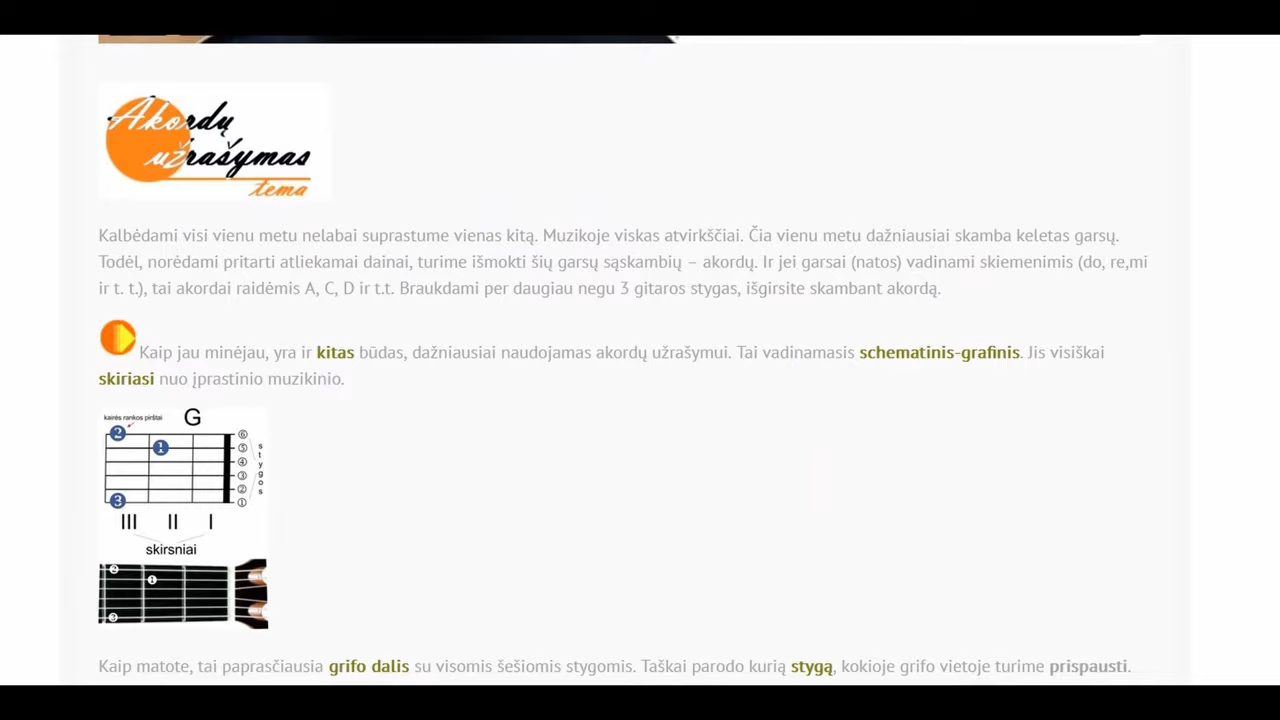 Akordų
užrašymas
tema
Kalbėdami visi vienu metu nelabai suprastume vienas kitą. Muzikoje viskas atvirkščiai. Čia vienu metu dažniausiai skamba keletas garsų.
Todėl, norėdami pritarti atliekamai dainai, turime išmokti šių garsų sąskambių – akordų. Ir jei garsai (natos) vadinami skiemenimis (do, re,mi
ir t. t.), tai akordai raidėmis A, C, D ir t.t. Braukdami per daugiau negu 3 gitaros stygas, išgirsite skambant akordą.
Kaip jau minėjau, yra ir kitas būdas, dažniausiai naudojamas akordų užrašymui. Tai vadinamasis schematinis-grafinis. Jis visiškai
skiriasi nuo įprastinio muzikinio.
kairės rankos pirštai
G
2
1
3
⑥
⑤
④
③
②
①
stygos
III II I
skirsniai
2
1
3
Kaip matote, tai paprasčiausia grifo dalis su visomis šešiomis stygomis. Taškai parodo kurią stygą, kokioje grifo vietoje turime prispausti.